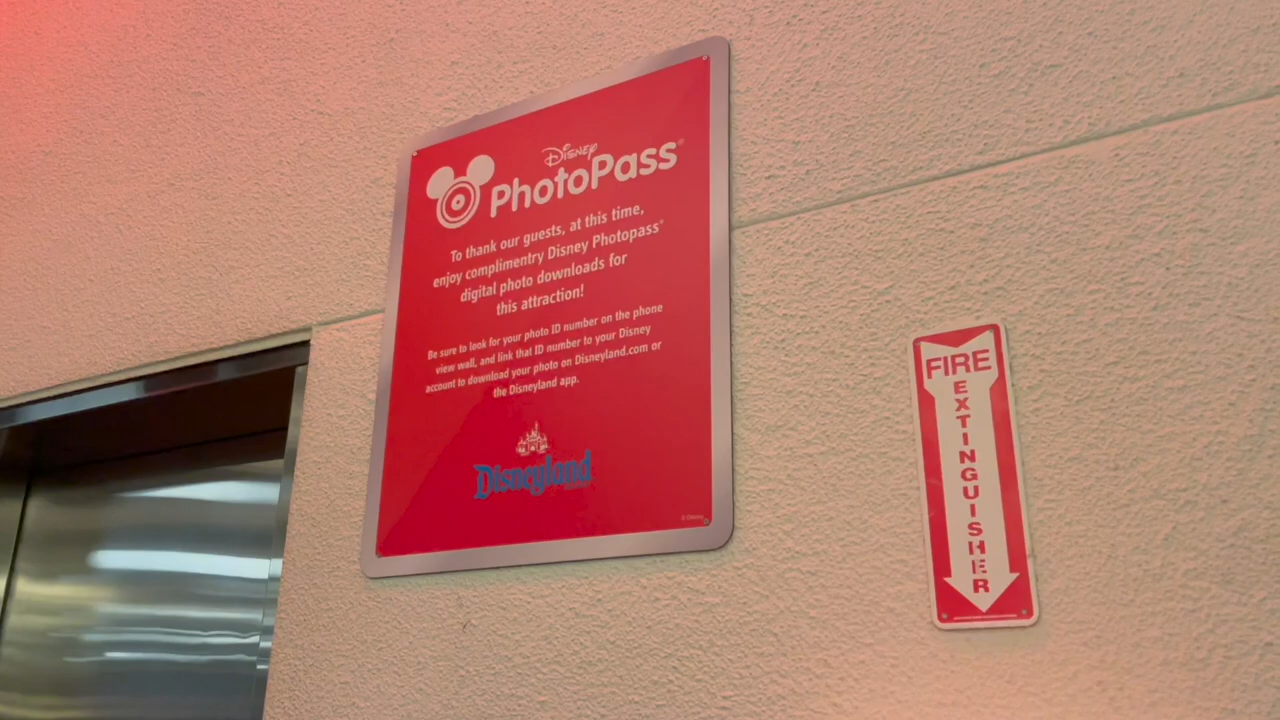 Disney
PhotoPass®
To thank our guests, at this time,
enjoy complimentry Disney Photopass®
digital photo downloads for
this attraction!
Be sure to look for your photo ID number on the phone
view wall, and link that ID number to your Disney
account to download your photo on Disneyland.com or
the Disneyland app.
Disneyland
© Disney
FIRE
EXTINGUISHER